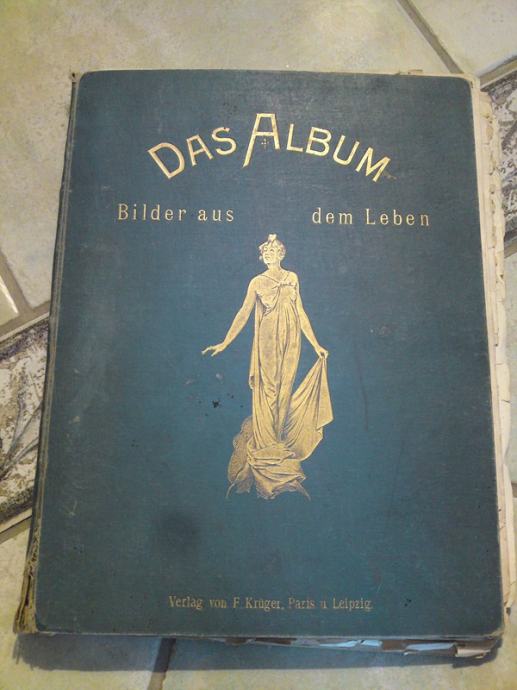 DAS ALBUM
Bilder aus dem Leben
Verlag von F. Krüger, Paris u Leipzig.